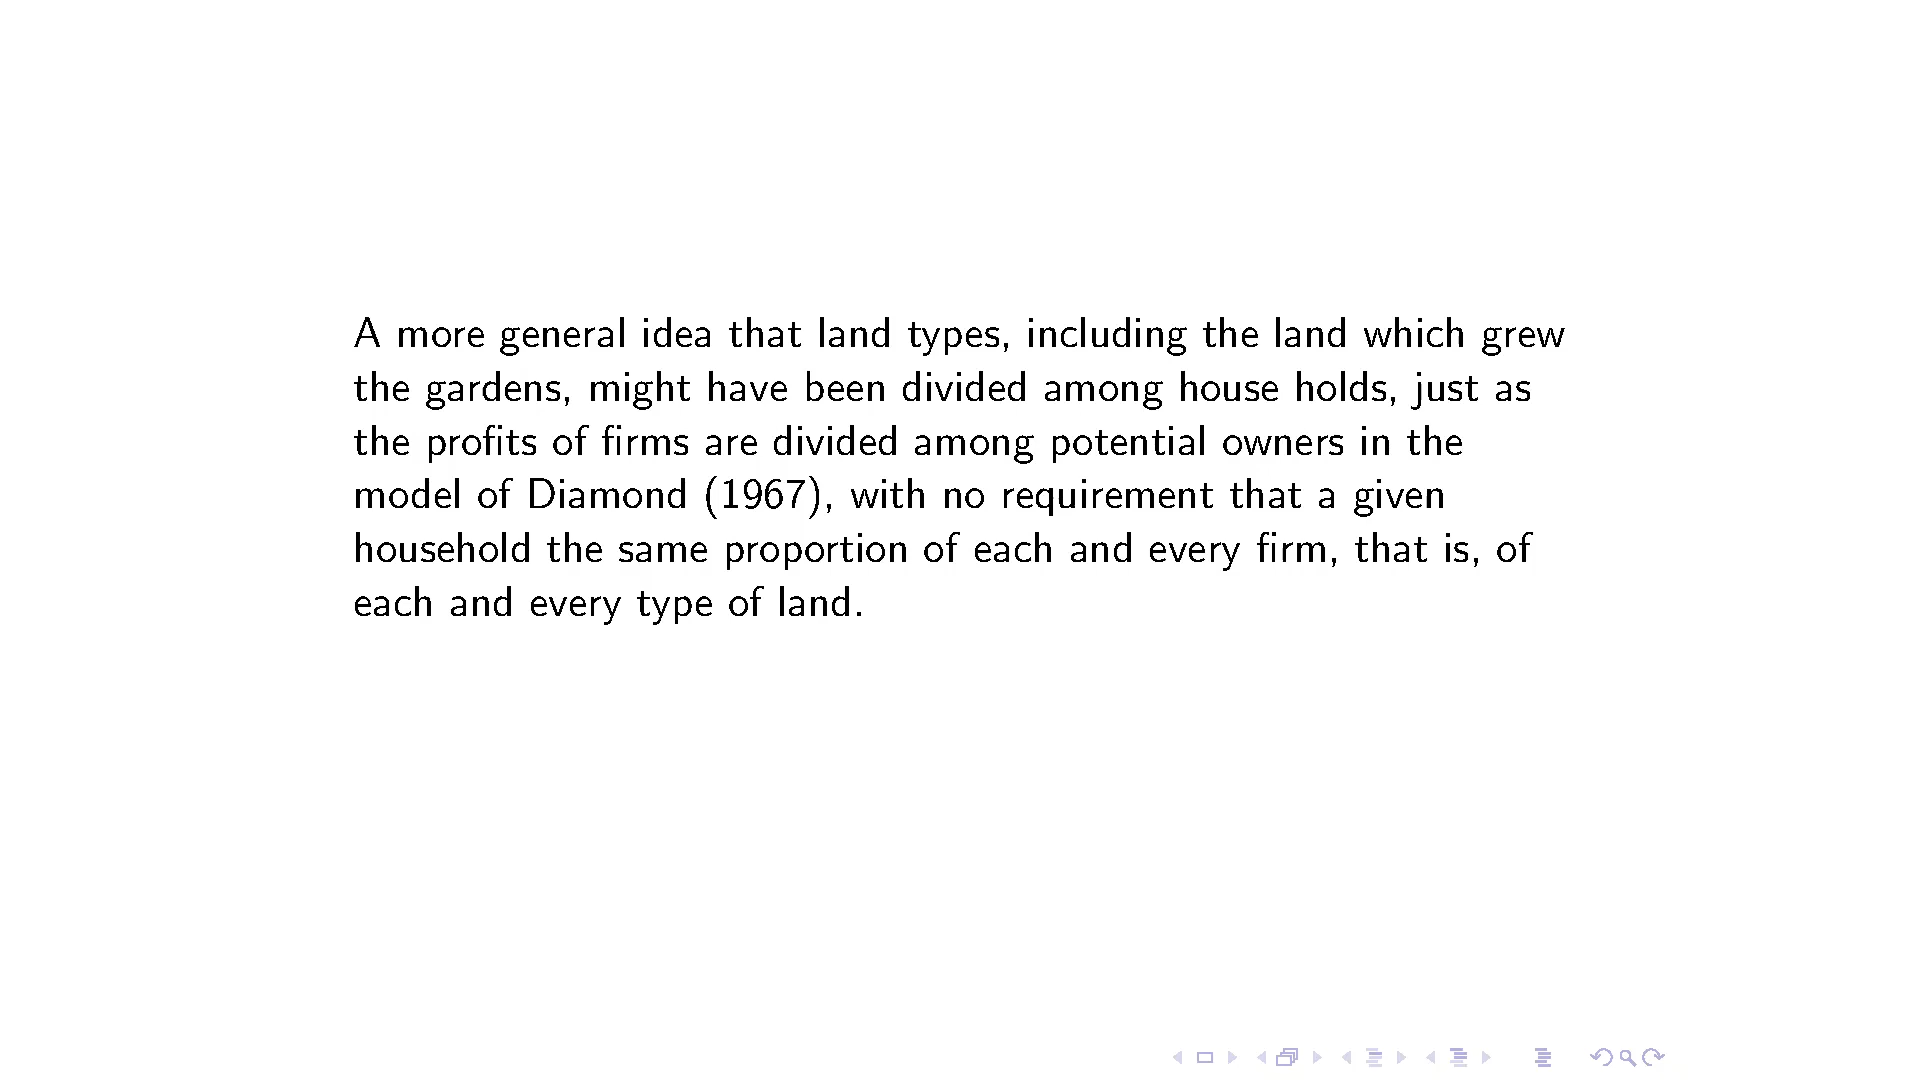 A more general idea that land types, including the land which grew
the gardens, might have been divided among house holds, just as
the profits of firms are divided among potential owners in the
model of Diamond (1967), with no requirement that a given
household the same proportion of each and every firm, that is, of
each and every type of land.